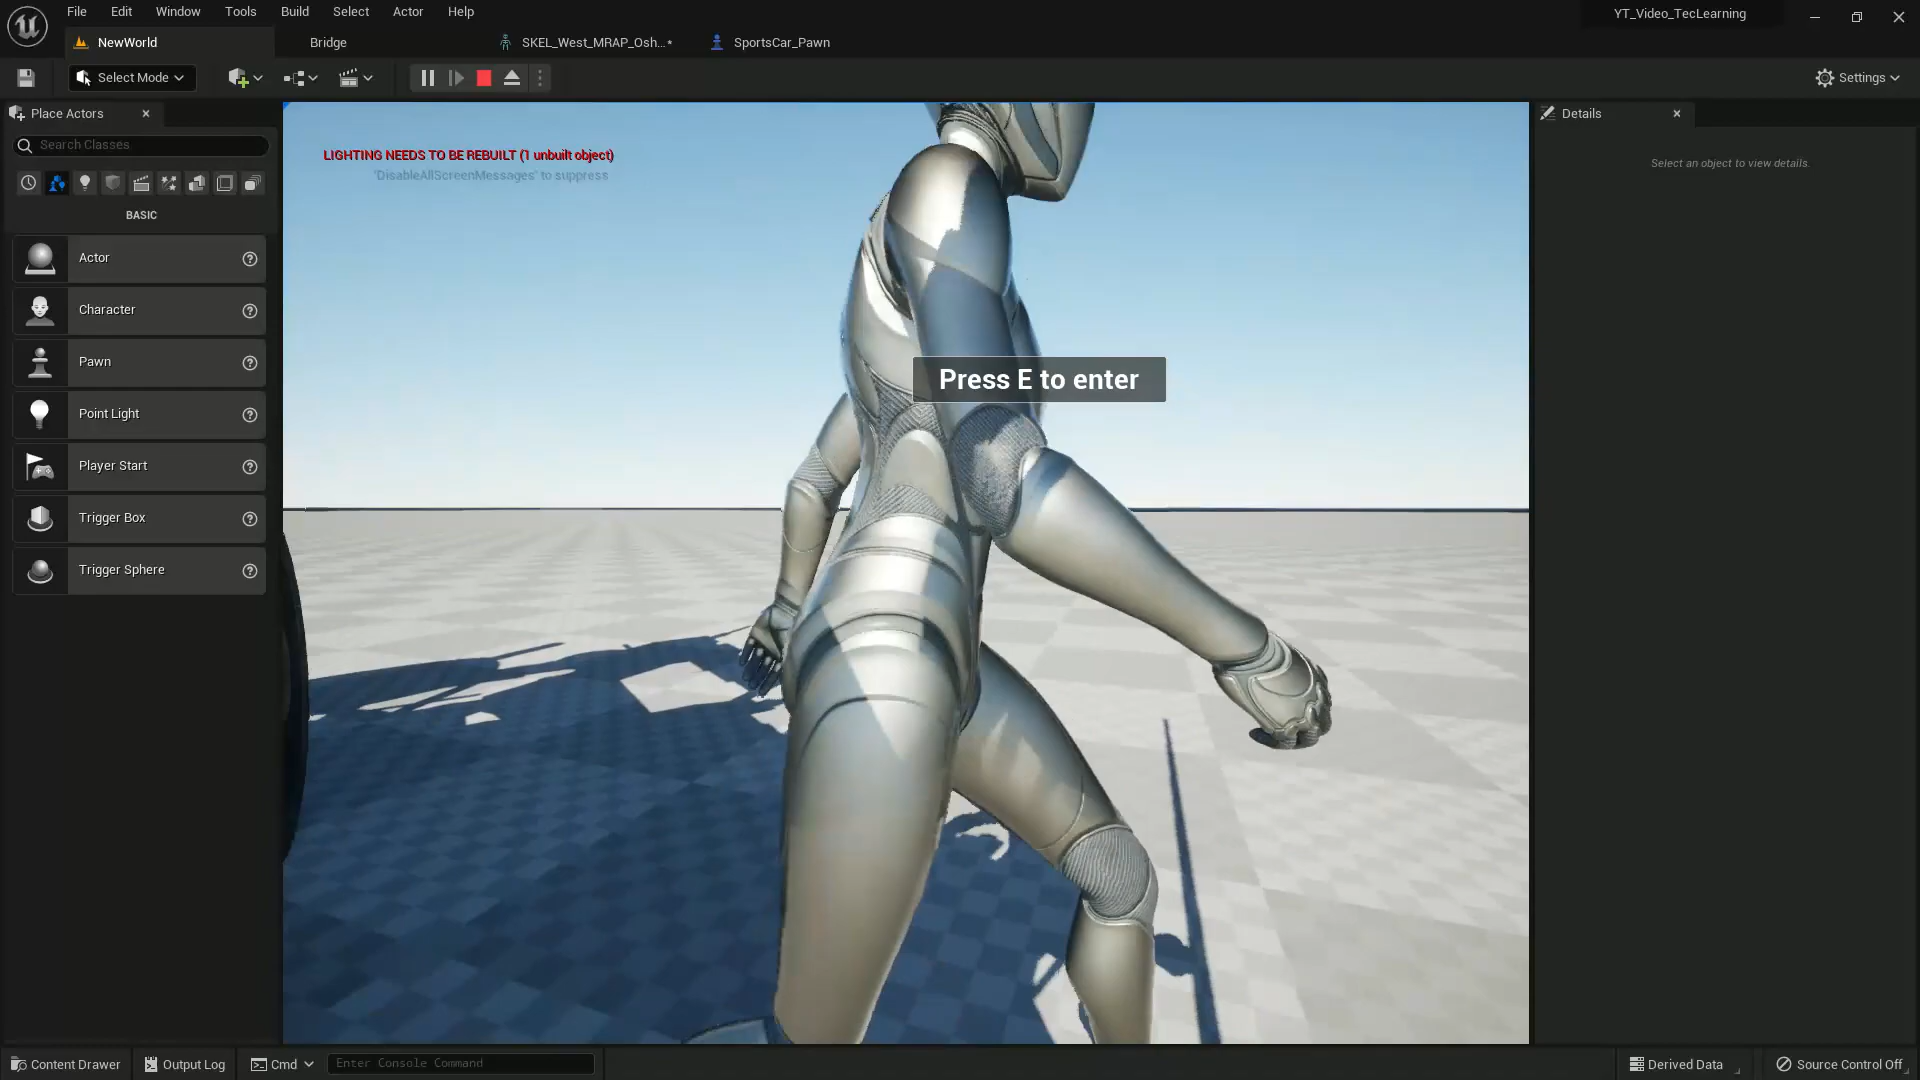 File Edit Window Tools Build Select Actor Help
YT_Video_TecLearning
NewWorld
Bridge
SKEL_West_MRAP_Osh...*
SportsCar_Pawn
Select Mode
Settings
Place Actors
Details
Search Classes
Select an object to view details.
LIGHTING NEEDS TO BE REBUILT (1 unbuilt object)
'DisableAllScreenMessages' to suppress
BASIC
Actor
Character
Pawn
Point Light
Player Start
Trigger Box
Trigger Sphere
Press E to enter
Content Drawer
Output Log
Cmd
Enter Console Command
Derived Data
Source Control Off